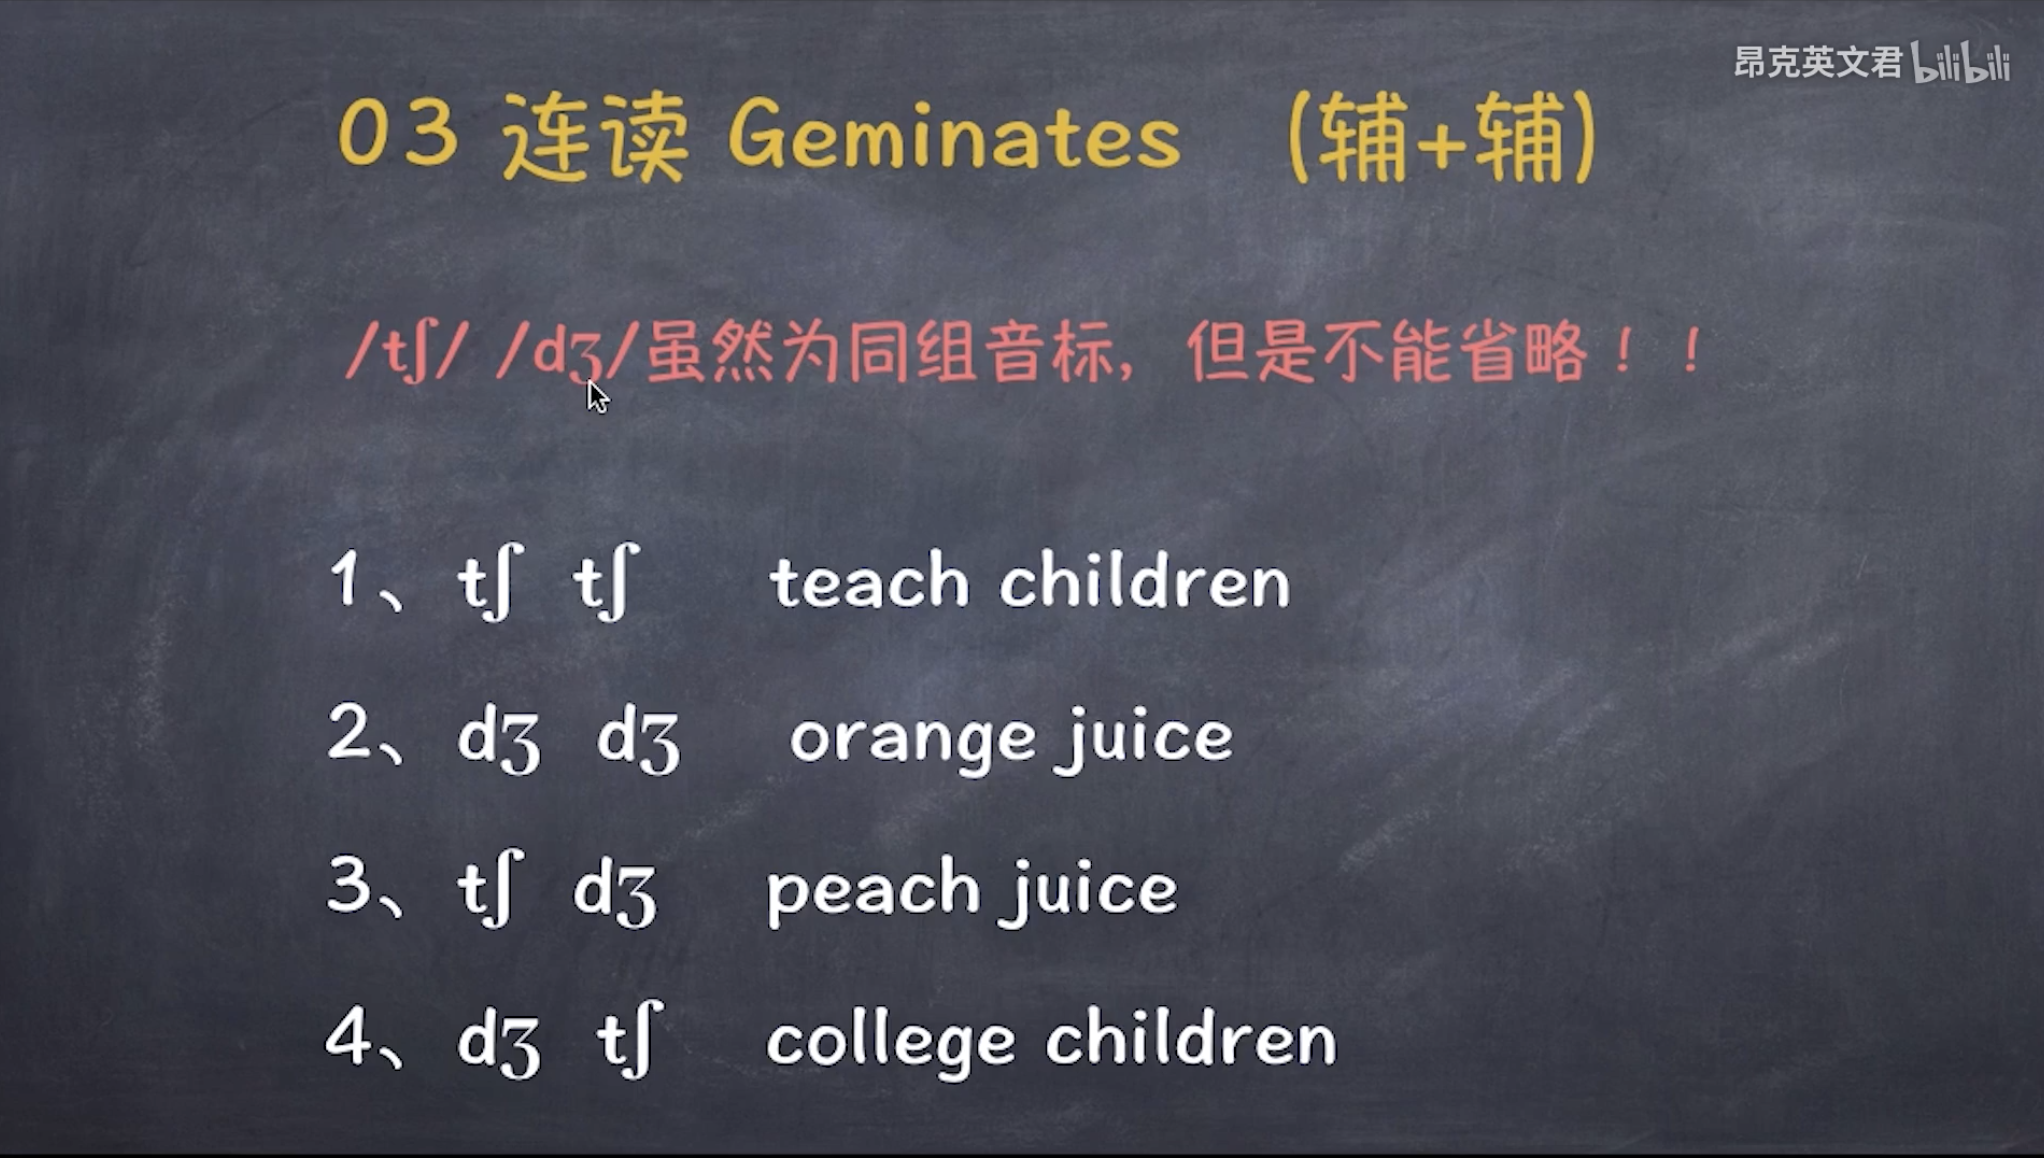 昂克英文君 bilibili
03 连读 Geminates (辅+辅)
/tʃ/ /dʒ/虽然为同组音标，但是不能省略！！
1、tʃ tʃ teach children
2、dʒ dʒ orange juice
3、tʃ dʒ peach juice
4、dʒ tʃ college children